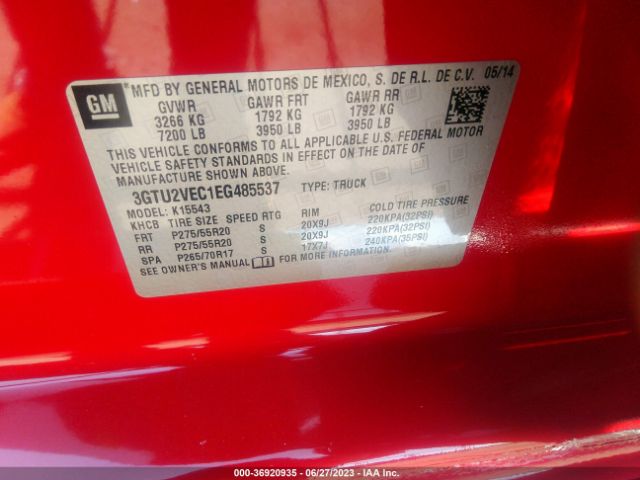 GM
MFD BY GENERAL MOTORS DE MEXICO, S. DE R.L. DE C.V. 05/14
GVWR GAWR FRT GAWR RR
3266 KG 1792 KG 1792 KG
7200 LB 3950 LB 3950 LB
THIS VEHICLE CONFORMS TO ALL APPLICABLE U.S. FEDERAL MOTOR
VEHICLE SAFETY STANDARDS IN EFFECT ON THE DATE OF
MANUFACTURE SHOWN ABOVE.
3GTU2VEC1EG485537 TYPE: TRUCK
MODEL: K15543
KHCB TIRE SIZE SPEED RTG RIM COLD TIRE PRESSURE
FRT P275/55R20 S 20X9J 220KPA(32PSI)
RR P275/55R20 S 20X9J 220KPA(32PSI)
SPA P265/70R17 S 17X7J 240KPA(35PSI)
SEE OWNER'S MANUAL FOR ADDITIONAL INFORMATION.
000-36920935 - 06/27/2023 - © IAA Inc.